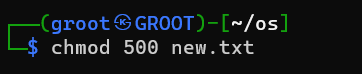 ┌──(groot㉿GROOT)-[~/os]
└─$ chmod 500 new.txt